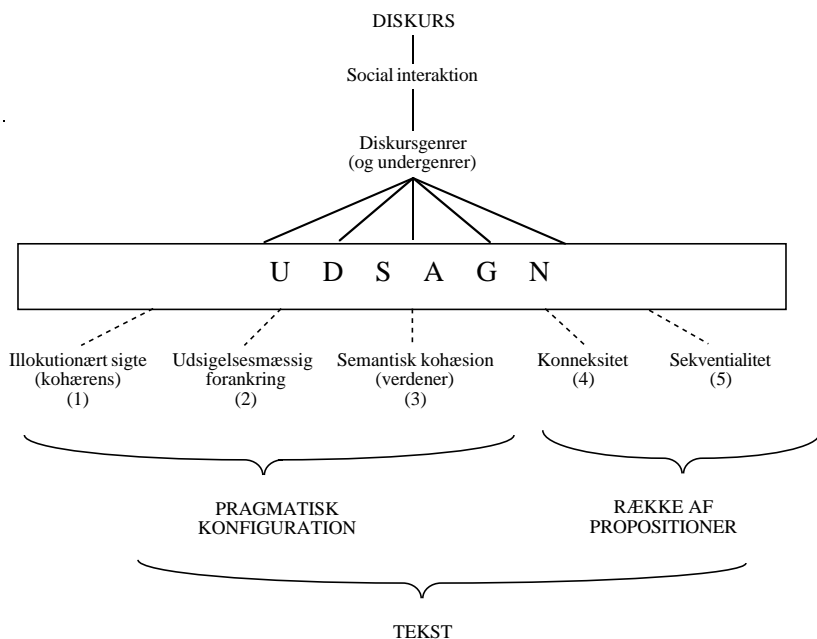 DISKURS
Social interaktion
Diskursgenrer
(og undergenrer)
U D S A G N
Illokutionært sigte
(kohærens)
(1)
Udsigelsesmæssig
forankring
(2)
Semantisk kohæsion
(verdener)
(3)
Konneksitet
(4)
Sekventialitet
(5)
PRAGMATISK
KONFIGURATION
RÆKKE AF
PROPOSITIONER
TEKST